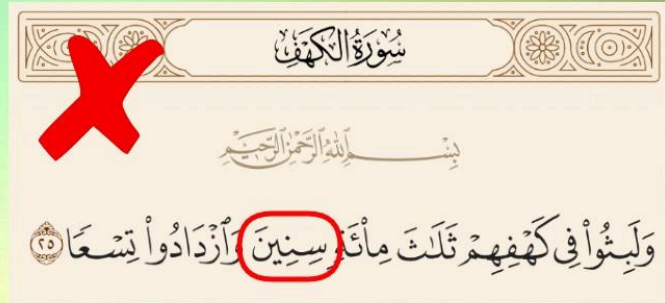 سُورَةُ الكَهْفِ
بِسْمِ ٱللَّهِ ٱلرَّحْمَٰنِ ٱلرَّحِيمِ
وَلَبِثُوا۟ فِى كَهْفِهِمْ ثَلَٰثَ مِا۟ئَةٍ سِنِينَ وَٱزْدَادُوا۟ تِسْعًا ٢٥